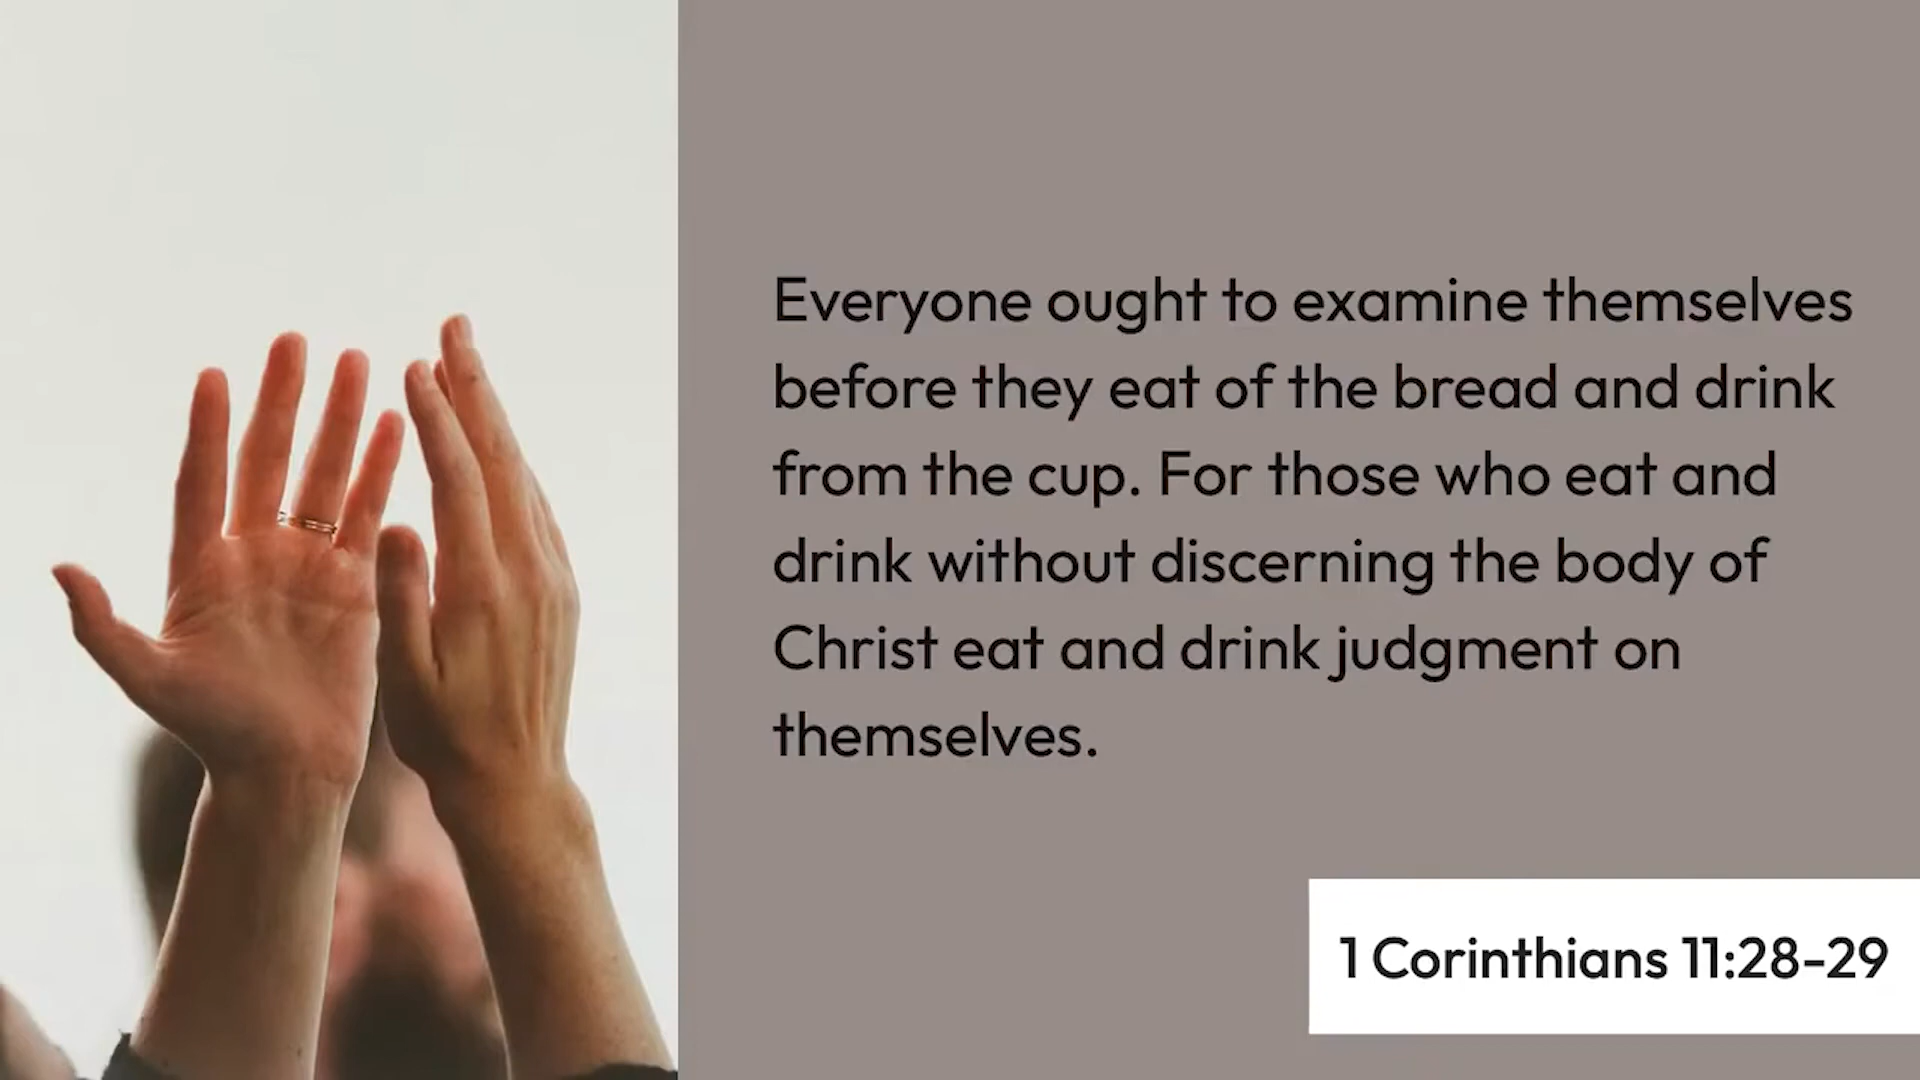 Everyone ought to examine themselves
before they eat of the bread and drink
from the cup. For those who eat and
drink without discerning the body of
Christ eat and drink judgment on
themselves.
1 Corinthians 11:28-29